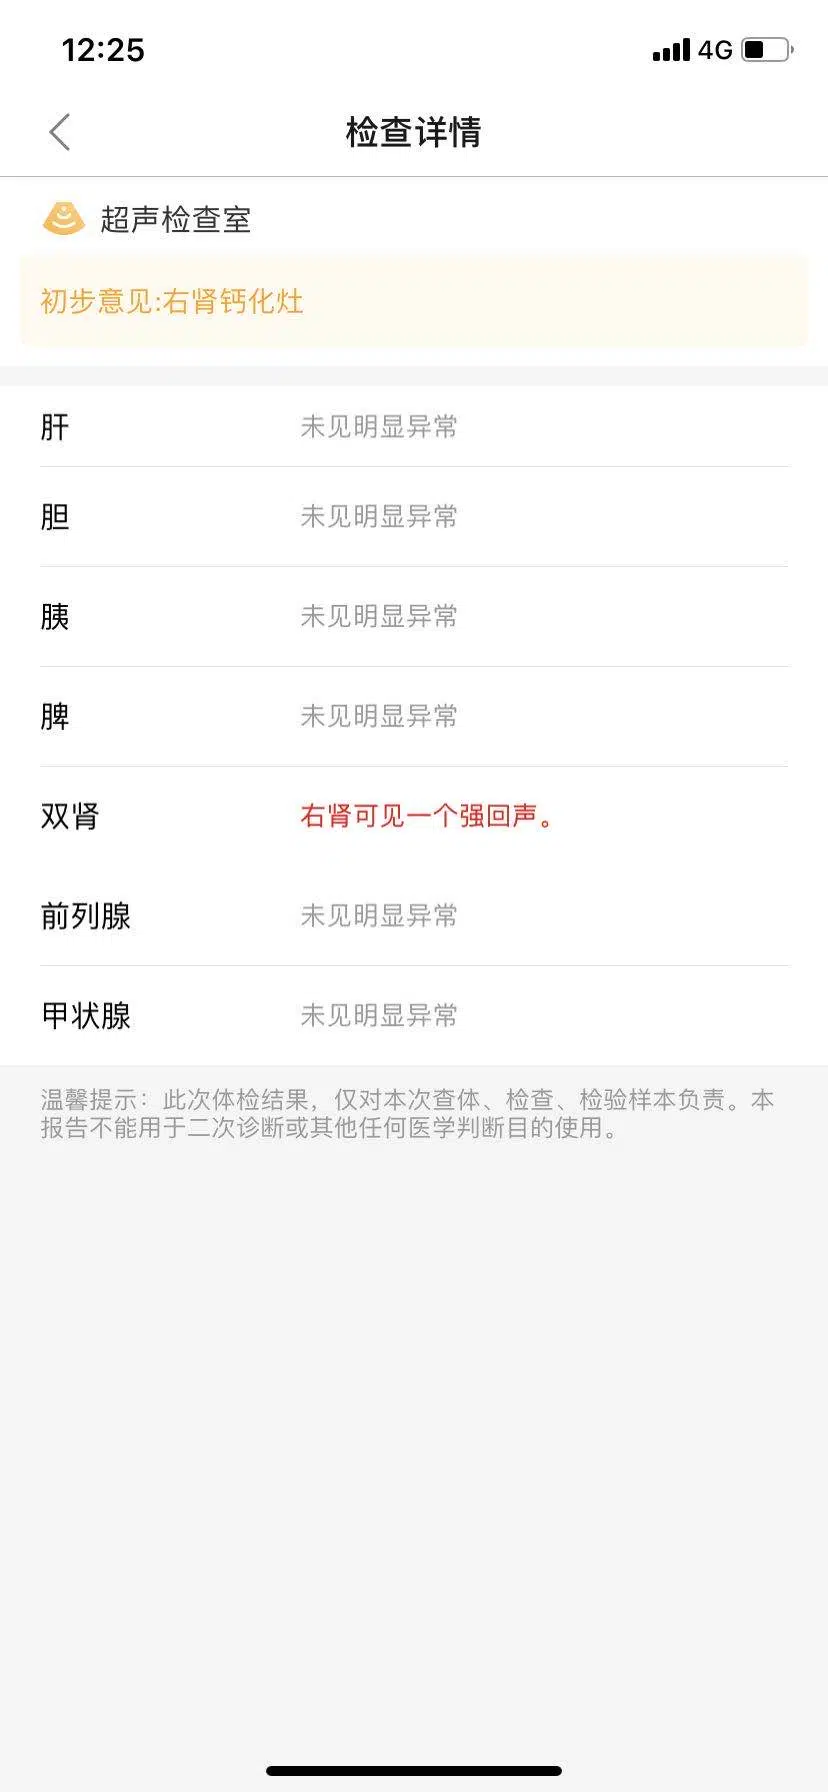 12:25
4G
检查详情
超声检查室
初步意见:右肾钙化灶
肝 未见明显异常
胆 未见明显异常
胰 未见明显异常
脾 未见明显异常
双肾 右肾可见一个强回声。
前列腺 未见明显异常
甲状腺 未见明显异常
温馨提示：此次体检结果，仅对本次查体、检查、检验样本负责。本
报告不能用于二次诊断或其他任何医学判断目的使用。